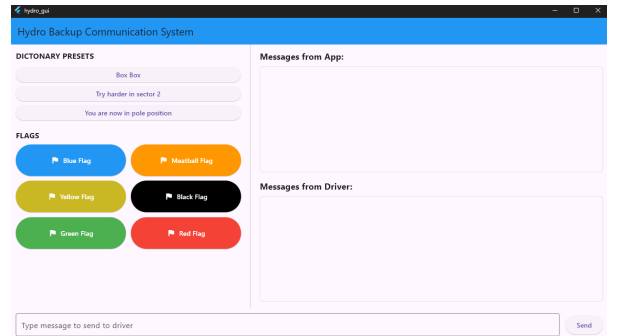 hydro_gui
Hydro Backup Communication System
DICTONARY PRESETS
Box Box
Try harder in sector 2
You are now in pole position
FLAGS
Blue Flag
Meatball Flag
Yellow Flag
Black Flag
Green Flag
Red Flag
Messages from App:
Messages from Driver:
Type message to send to driver
Send